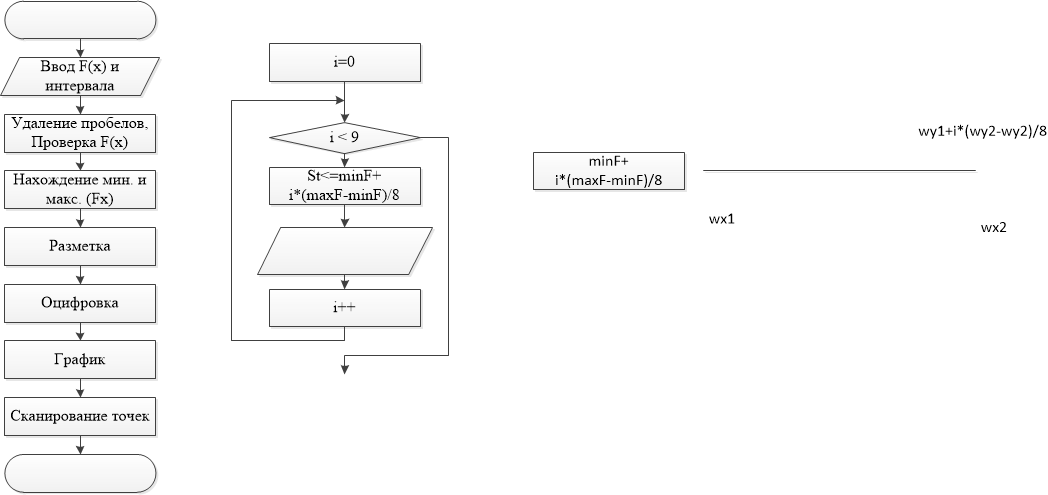 Ввод F(x) и
интервала
Удаление пробелов,
Проверка F(x)
Нахождение мин. и
макс. (Fx)
Разметка
Оцифровка
График
Сканирование точек
i=0
i < 9
St<=minF+
i*(maxF-minF)/8
i++
minF+
i*(maxF-minF)/8
wy1+i*(wy2-wy2)/8
wx1
wx2